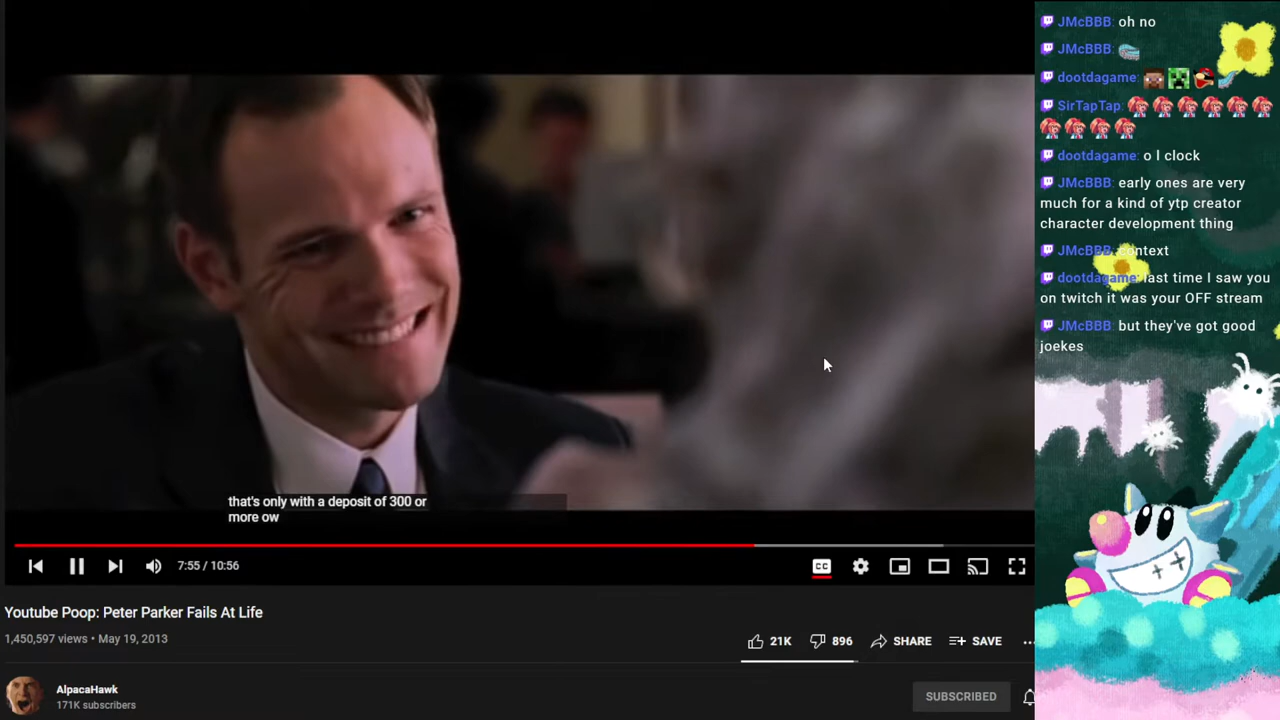 that's only with a deposit of 300 or
more ow
7:55 / 10:56
CC
Youtube Poop: Peter Parker Fails At Life
1,450,597 views • May 19, 2013
21K
896
SHARE
SAVE
AlpacaHawk
171K subscribers
SUBSCRIBED
JMcBBB: oh no
JMcBBB:
dootdagame:
SirTapTap:
dootdagame: o l clock
JMcBBB: early ones are very
much for a kind of ytp creator
character development thing
JMcBBB: context
dootdagame: last time I saw you
on twitch it was your OFF stream
JMcBBB: but they've got good
joekes